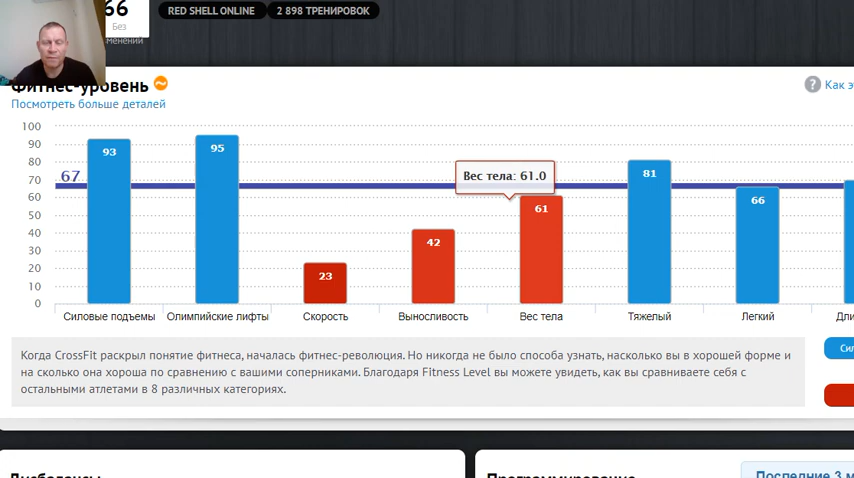 66
Без
менений
RED SHELL ONLINE
2 898 ТРЕНИРОВОК
Фитнес-уровень
Посмотреть больше деталей
? Как э
100
90
80
70
60
50
40
30
20
10
0
67
93
95
23
42
Вес тела: 61.0
61
81
66
Силовые подъемы
Олимпийские лифты
Скорость
Выносливость
Вес тела
Тяжелый
Легкий
Дли
Когда CrossFit раскрыл понятие фитнеса, началась фитнес-революция. Но никогда не было способа узнать, насколько вы в хорошей форме и
на сколько она хороша по сравнению с вашими соперниками. Благодаря Fitness Level вы можете увидеть, как вы сравниваете себя с
остальными атлетами в 8 различных категориях.
Сил
Дисбалансы
Программирование
Последние 3 м